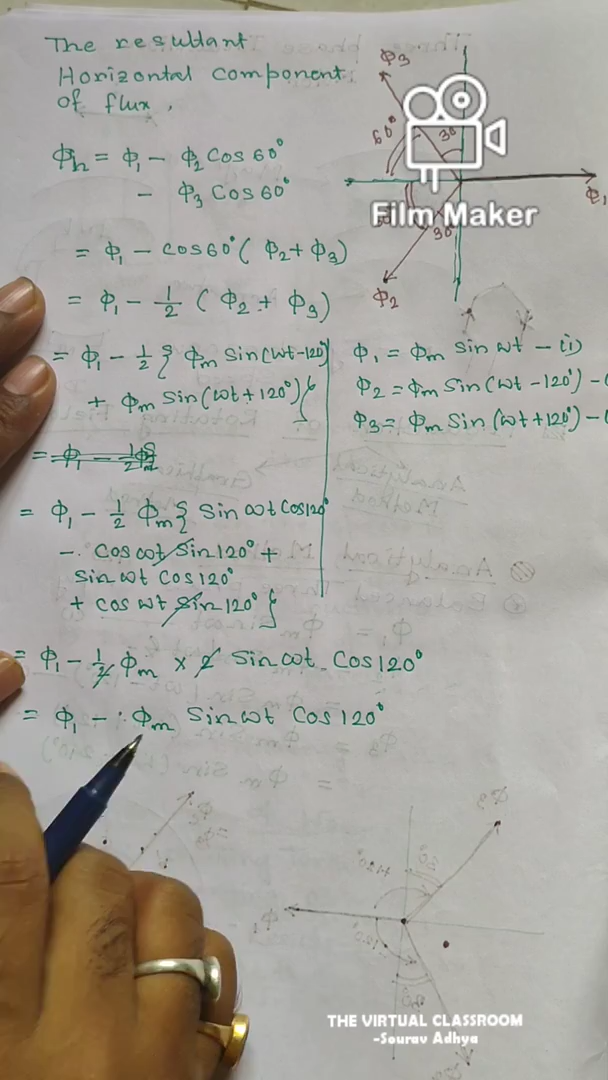 The resultant
Horizontal component
of flux,
ϕh = ϕ₁ − ϕ₂ Cos 60°
− ϕ₃ Cos 60°
= ϕ₁ − cos 60° ( ϕ₂ + ϕ₃ )
= ϕ₁ − 1/2 ( ϕ₂ + ϕ₃ )
= ϕ₁ − 1/2 { ϕm Sin (ωt − 120°)
+ ϕm Sin (ωt + 120°) }
= ϕ₁ − 1/2 ϕm { Sin ωt Cos 120°
− Cos ωt Sin 120° +
Sin ωt Cos 120°
+ Cos ωt Sin 120° }
= ϕ₁ − 1/2 ϕm × 2 Sin ωt . Cos 120°
= ϕ₁ − ϕm Sin ωt Cos 120°
ϕ₃
60°
30°
ϕ₁
Film Maker
30°
ϕ₂
ϕ₁ = ϕm Sin ωt − (i)
ϕ₂ = ϕm Sin (ωt − 120°) − (
ϕ₃ = ϕm Sin (ωt + 120°) − (
THE VIRTUAL CLASSROOM
-Sourav Adhya